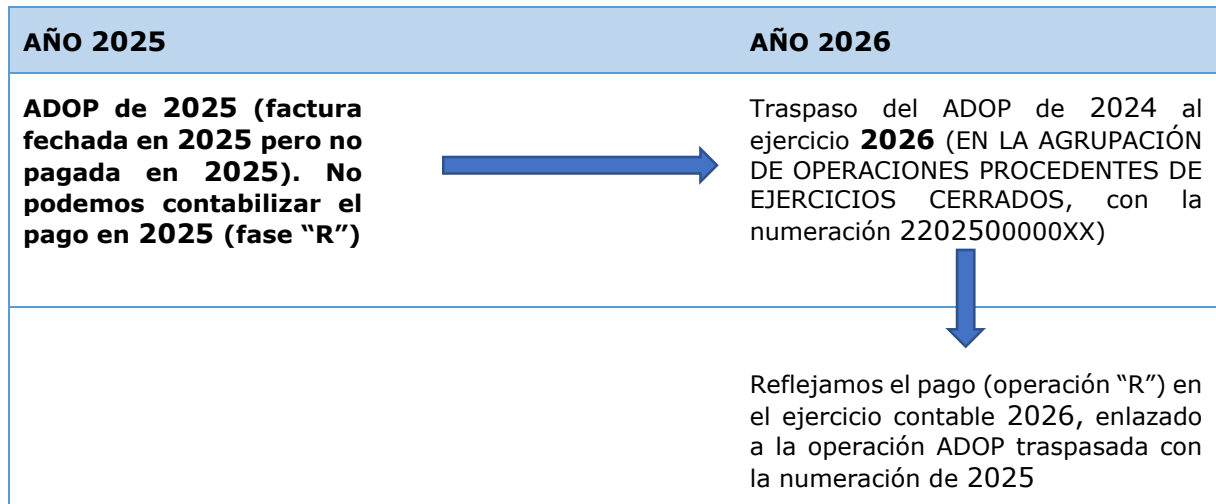 AÑO 2025
AÑO 2026
ADOP de 2025 (factura
fechada en 2025 pero no
pagada en 2025). No
podemos contabilizar el
pago en 2025 (fase “R”)
Traspaso del ADOP de 2024 al
ejercicio 2026 (EN LA AGRUPACIÓN
DE OPERACIONES PROCEDENTES DE
EJERCICIOS CERRADOS, con la
numeración 2202500000XX)
Reflejamos el pago (operación “R”) en
el ejercicio contable 2026, enlazado
a la operación ADOP traspasada con
la numeración de 2025